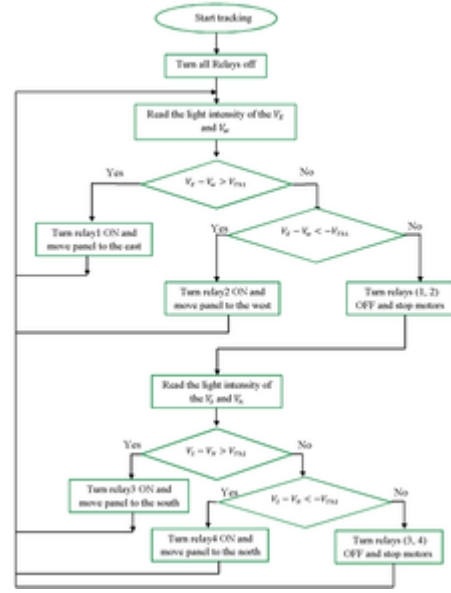 Start tracking
Turn all Relays off
Read the light intensity of the V_E
and V_W
Yes
V_E − V_W > V_TH1
No
Turn relay1 ON and
move panel to the east
Yes
V_E − V_W < −V_TH1
No
Turn relay2 ON and
move panel to the west
Turn relays (1, 2)
OFF and stop motors
Read the light intensity of
the V_S and V_N
Yes
V_S − V_N > V_TH2
No
Turn relay3 ON and
move panel to the south
Yes
V_S − V_N < −V_TH2
No
Turn relay4 ON and
move panel to the north
Turn relays (3, 4)
OFF and stop motors